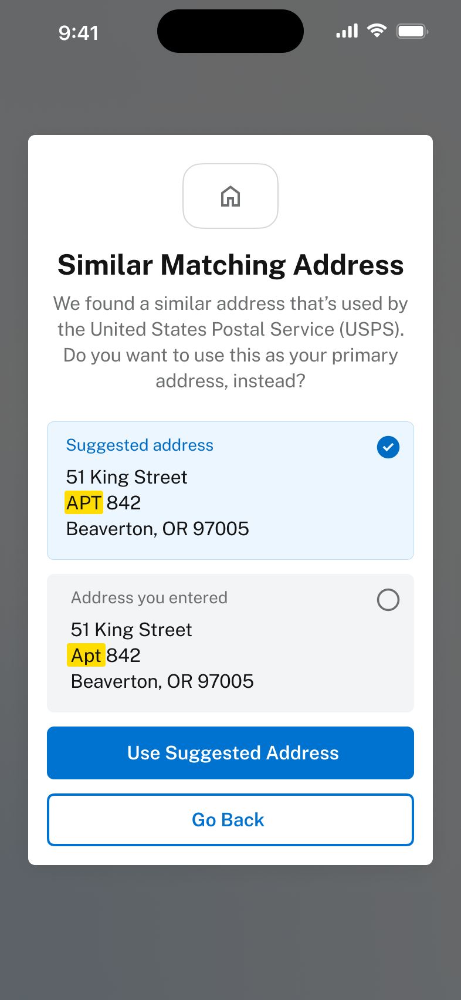 9:41
Similar Matching Address
We found a similar address that’s used by
the United States Postal Service (USPS).
Do you want to use this as your primary
address, instead?
Suggested address
51 King Street
APT 842
Beaverton, OR 97005
Address you entered
51 King Street
Apt 842
Beaverton, OR 97005
Use Suggested Address
Go Back